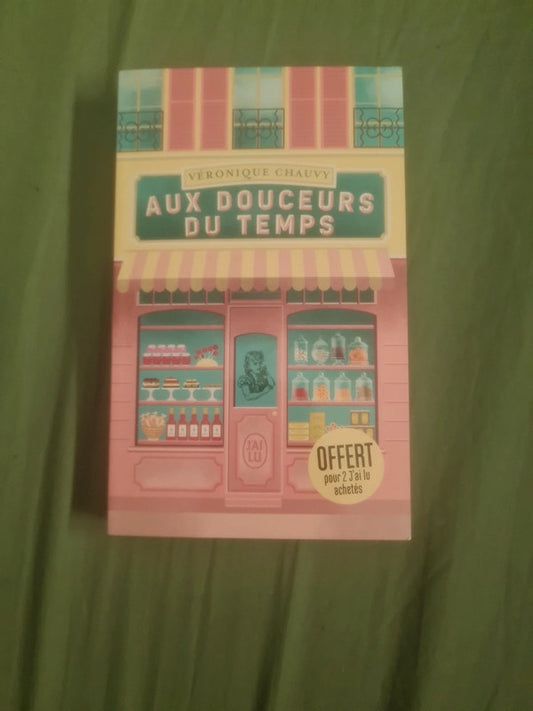 VÉRONIQUE CHAUVY
AUX DOUCEURS
DU TEMPS
J'AI
LU
OFFERT
pour 2 J'ai lu
achetés